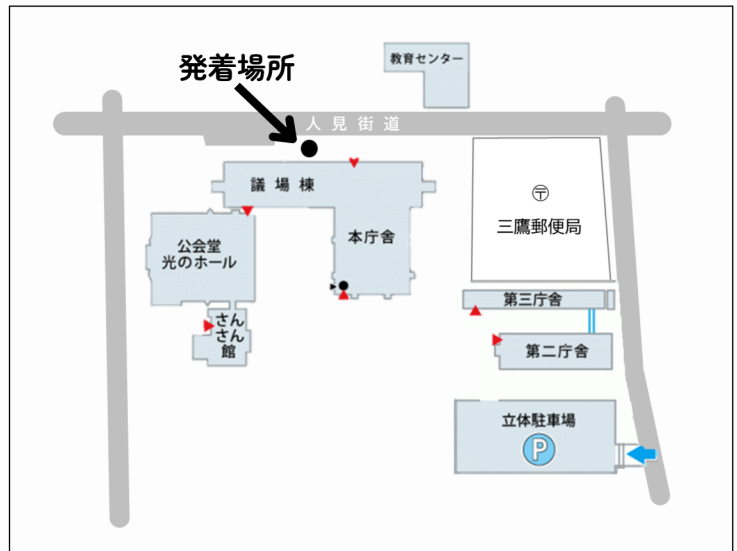 教育センター
発着場所
人見街道
議場棟
〒
三鷹郵便局
本庁舎
公会堂
光のホール
第三庁舎
さん
さん
館
第二庁舎
立体駐車場
P